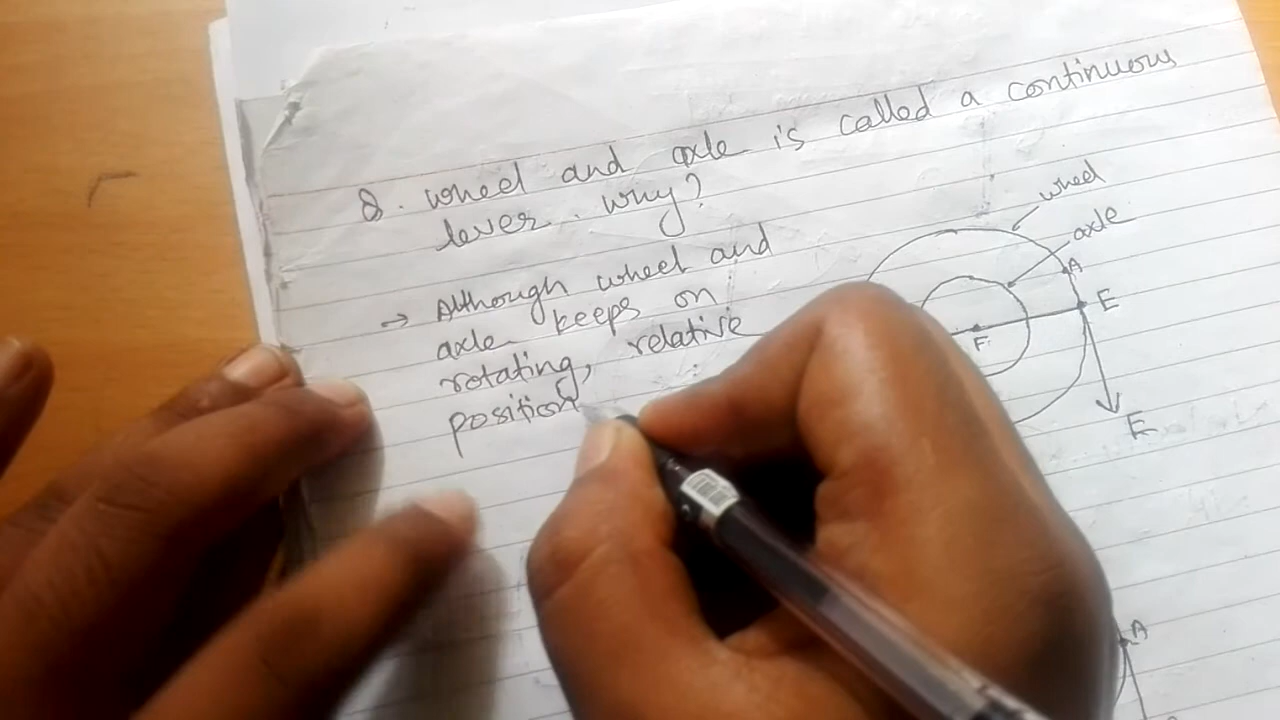 Q. wheel and axle is called a continuous
lever. why?
→ Although wheel and
axle keeps on
rotating, relative
position
wheel
axle
A
E
F
E
A